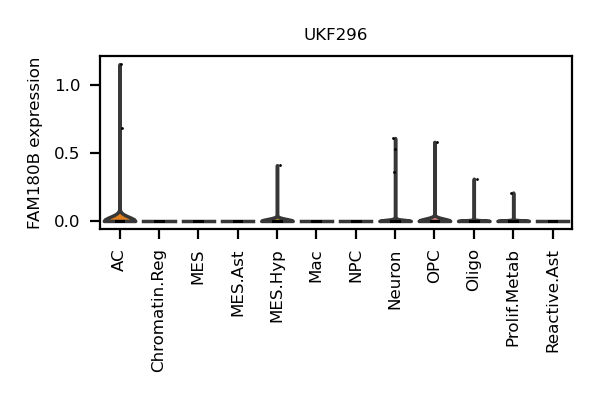 UKF296
FAM180B expression
1.0
0.5
0.0
AC
Chromatin.Reg
MES
MES.Ast
MES.Hyp
Mac
NPC
Neuron
OPC
Oligo
Prolif.Metab
Reactive.Ast